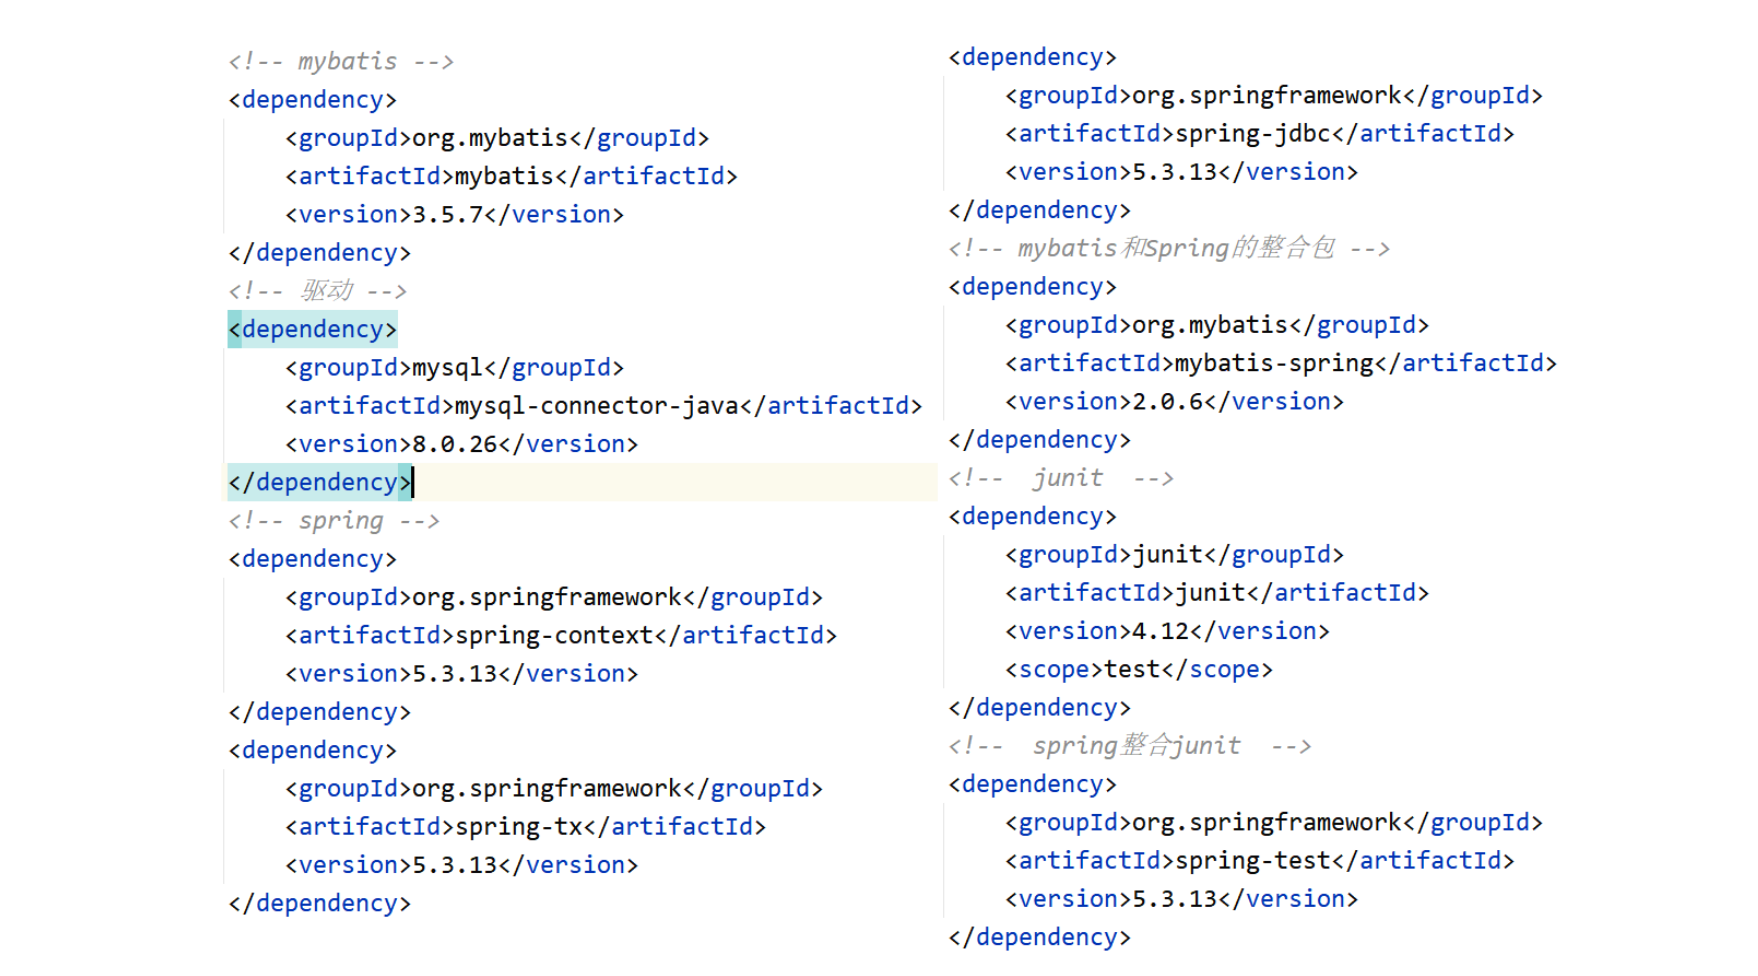 <!-- mybatis -->
<dependency>
    <groupId>org.mybatis</groupId>
    <artifactId>mybatis</artifactId>
    <version>3.5.7</version>
</dependency>
<!-- 驱动 -->
<dependency>
    <groupId>mysql</groupId>
    <artifactId>mysql-connector-java</artifactId>
    <version>8.0.26</version>
</dependency>
<!-- spring -->
<dependency>
    <groupId>org.springframework</groupId>
    <artifactId>spring-context</artifactId>
    <version>5.3.13</version>
</dependency>
<dependency>
    <groupId>org.springframework</groupId>
    <artifactId>spring-tx</artifactId>
    <version>5.3.13</version>
</dependency>
<dependency>
    <groupId>org.springframework</groupId>
    <artifactId>spring-jdbc</artifactId>
    <version>5.3.13</version>
</dependency>
<!-- mybatis和Spring的整合包 -->
<dependency>
    <groupId>org.mybatis</groupId>
    <artifactId>mybatis-spring</artifactId>
    <version>2.0.6</version>
</dependency>
<!--  junit  -->
<dependency>
    <groupId>junit</groupId>
    <artifactId>junit</artifactId>
    <version>4.12</version>
    <scope>test</scope>
</dependency>
<!--  spring整合junit  -->
<dependency>
    <groupId>org.springframework</groupId>
    <artifactId>spring-test</artifactId>
    <version>5.3.13</version>
</dependency>